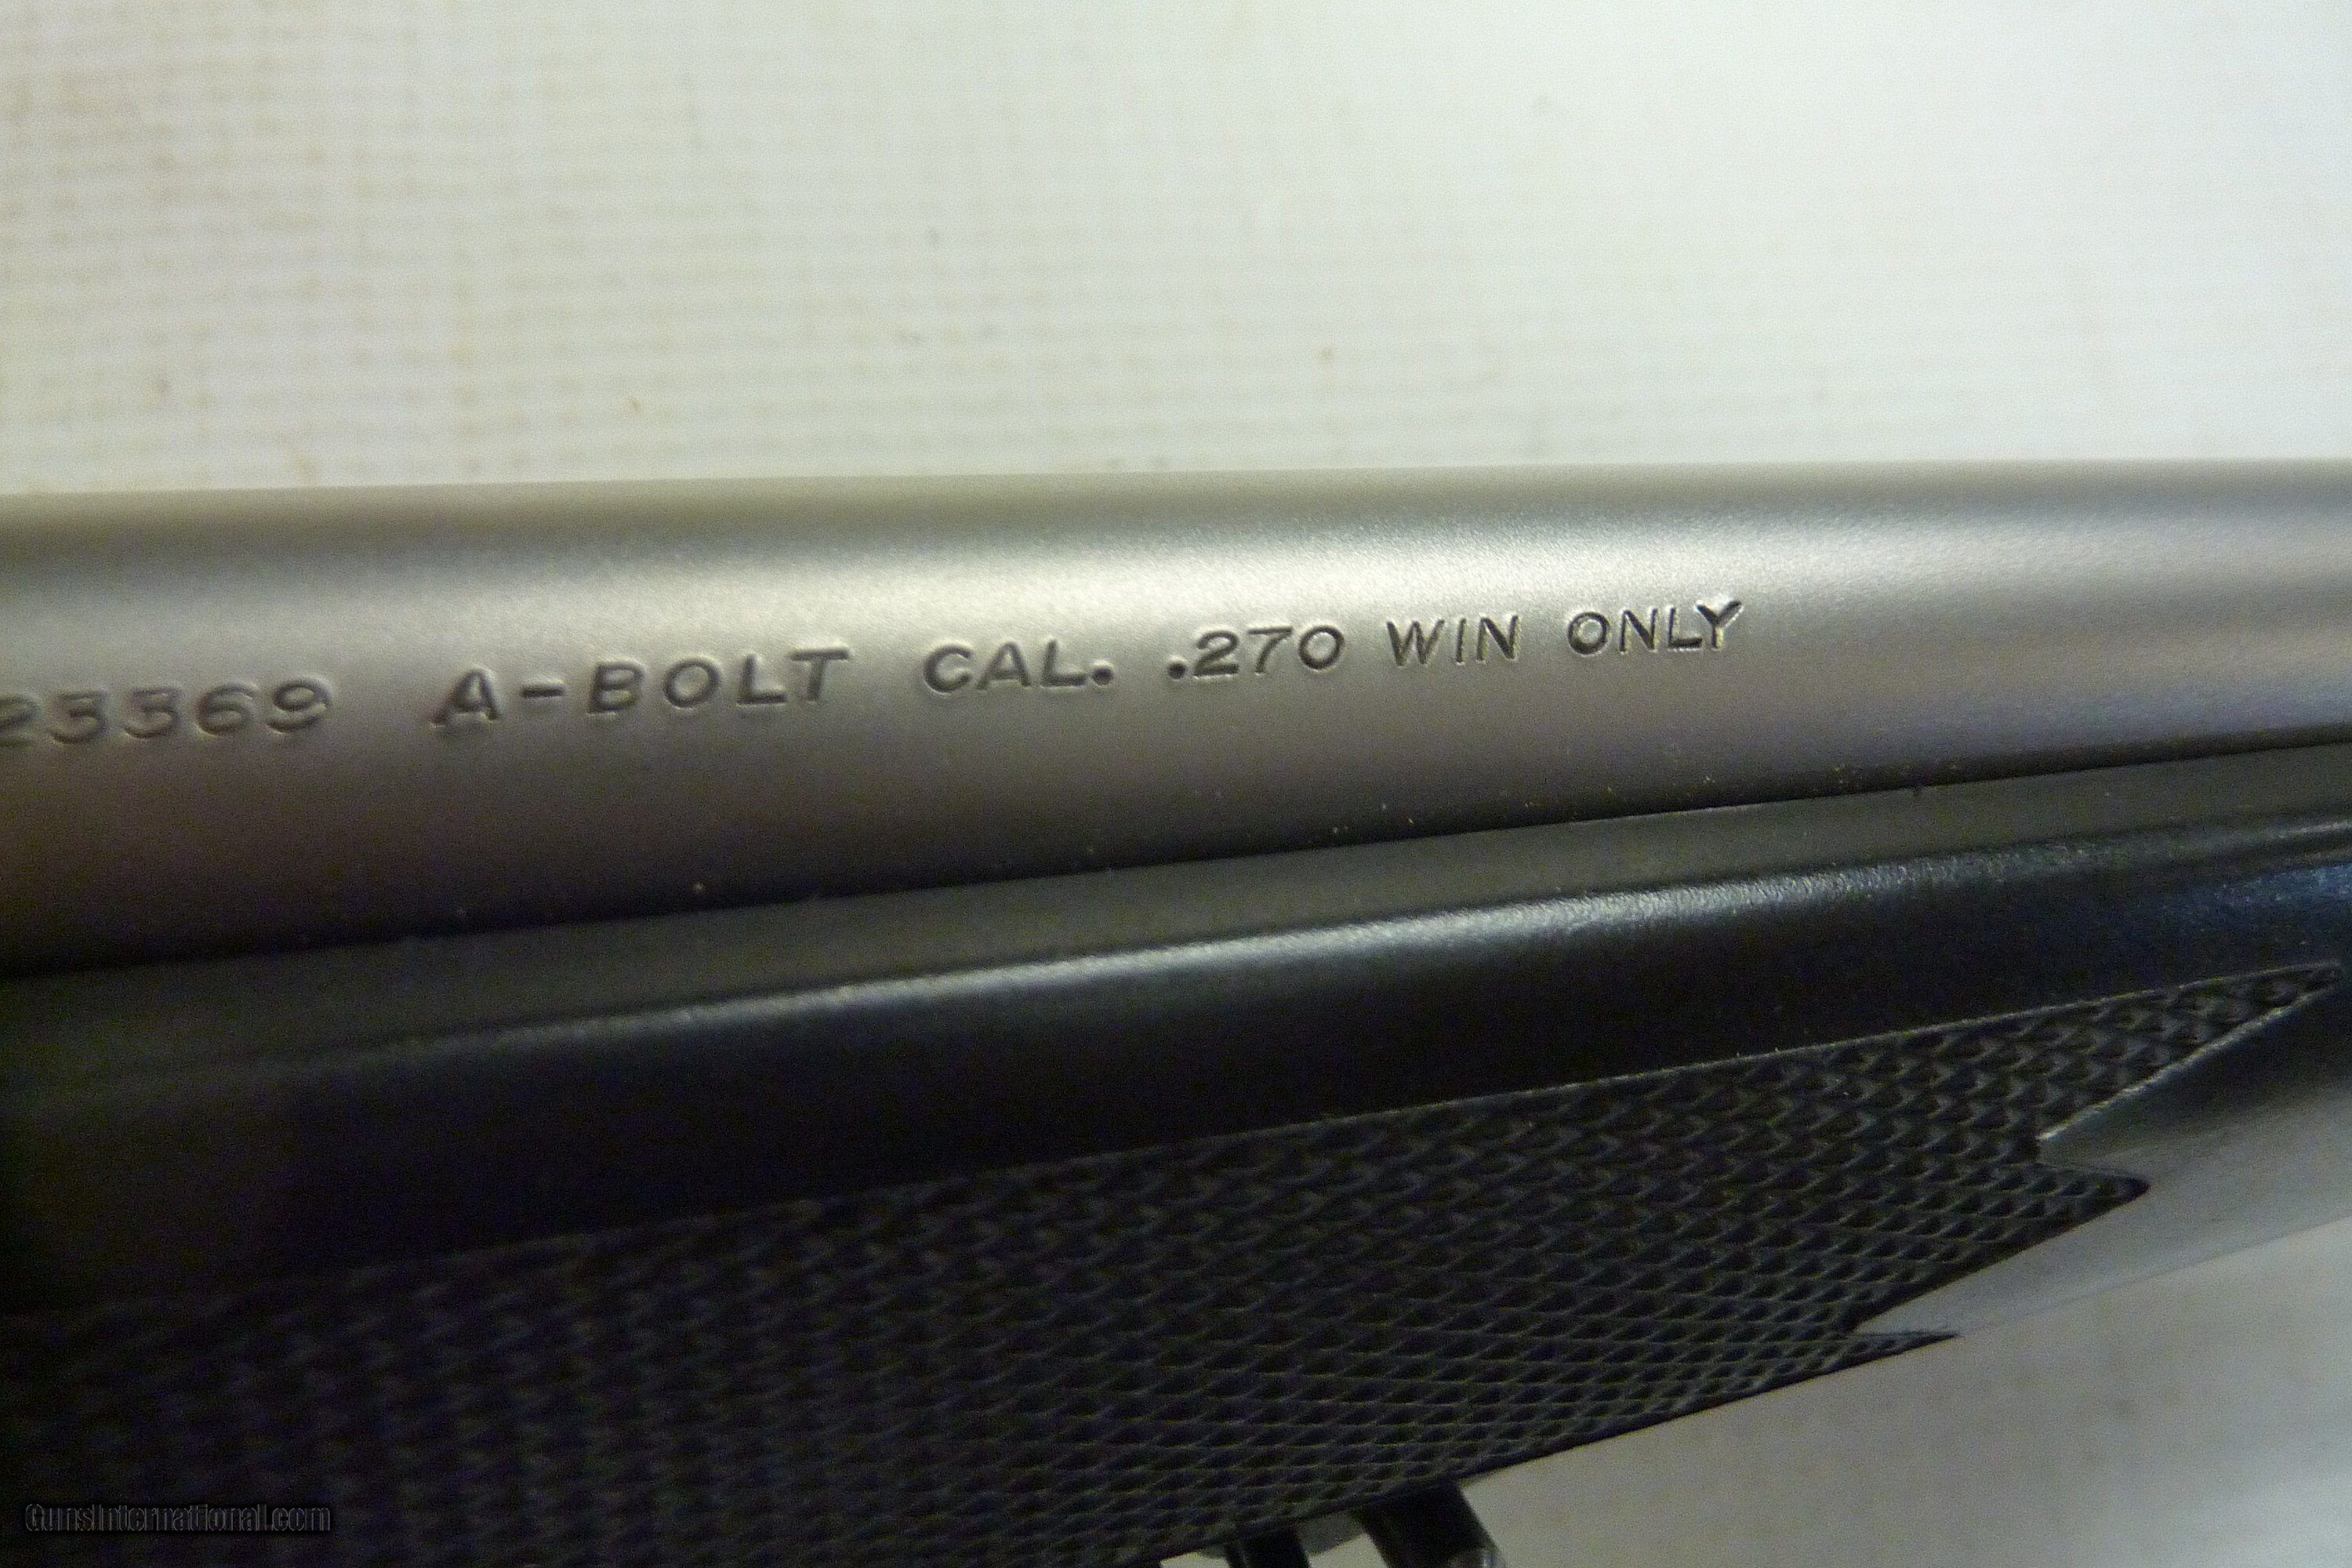 23369 A-BOLT CAL. .270 WIN ONLY
GunsInternational.com